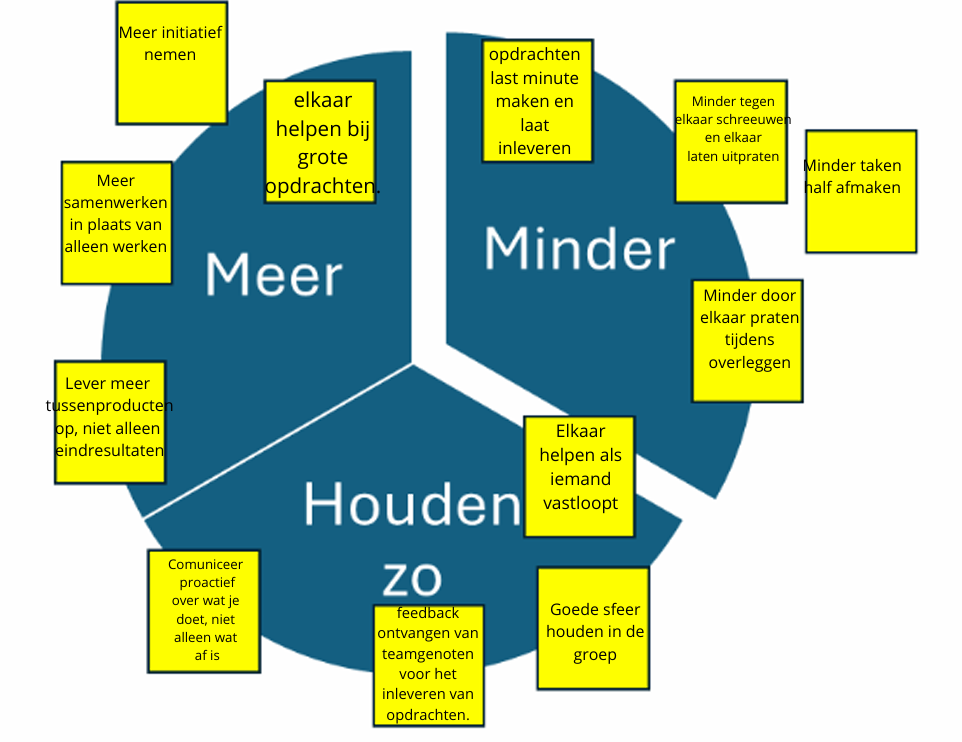 Meer initiatief
nemen
elkaar
helpen bij
grote
opdrachten.
Meer
samenwerken
in plaats van
alleen werken
Meer
Lever meer
tussenproducten
op, niet alleen
eindresultaten
opdrachten
last minute
maken en
laat
inleveren
Minder tegen
elkaar schreeuwen
en elkaar
laten uitpraten
Minder taken
half afmaken
Minder
Minder door
elkaar praten
tijdens
overleggen
Elkaar
helpen als
iemand
vastloopt
Houden
zo
Comuniceer
proactief
over wat je
doet, niet
alleen wat
af is
feedback
ontvangen van
teamgenoten
voor het
inleveren van
opdrachten.
Goede sfeer
houden in de
groep